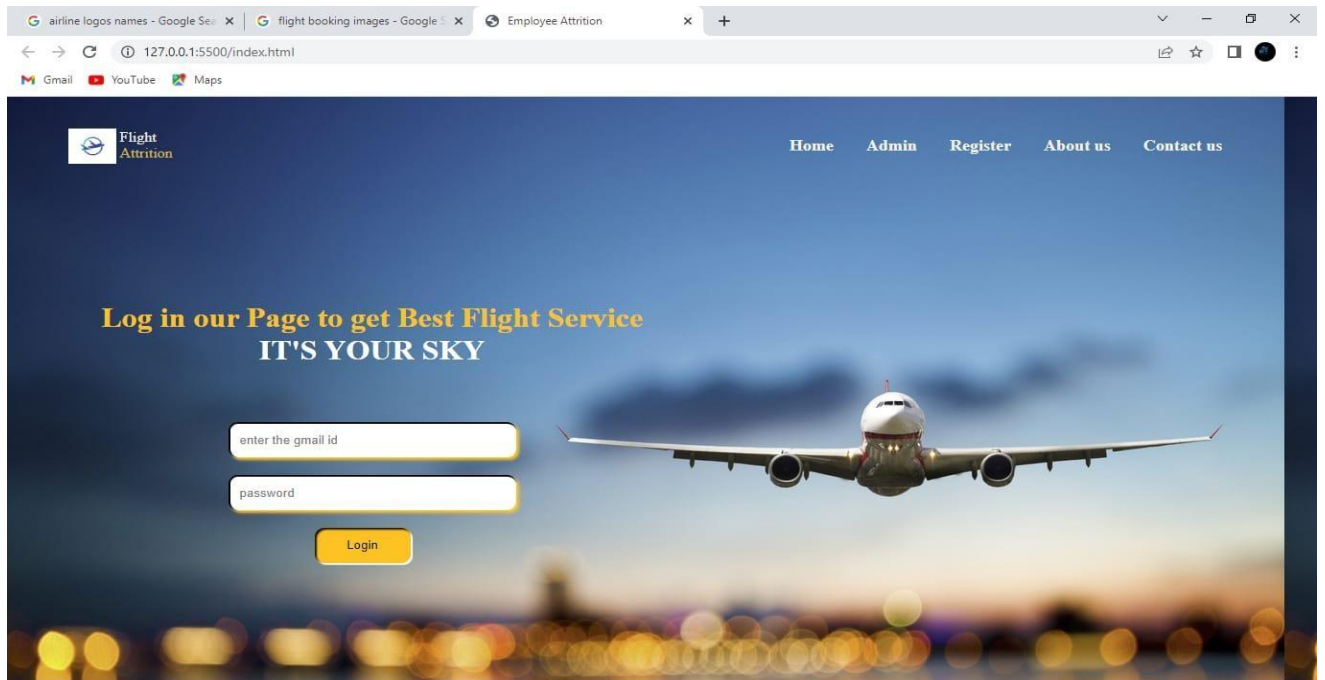 airline logos names - Google Sea
flight booking images - Google S
Employee Attrition
127.0.0.1:5500/index.html
Gmail YouTube Maps
Flight
Attrition
Home Admin Register About us Contact us
Log in our Page to get Best Flight Service
IT'S YOUR SKY
enter the gmail id
password
Login